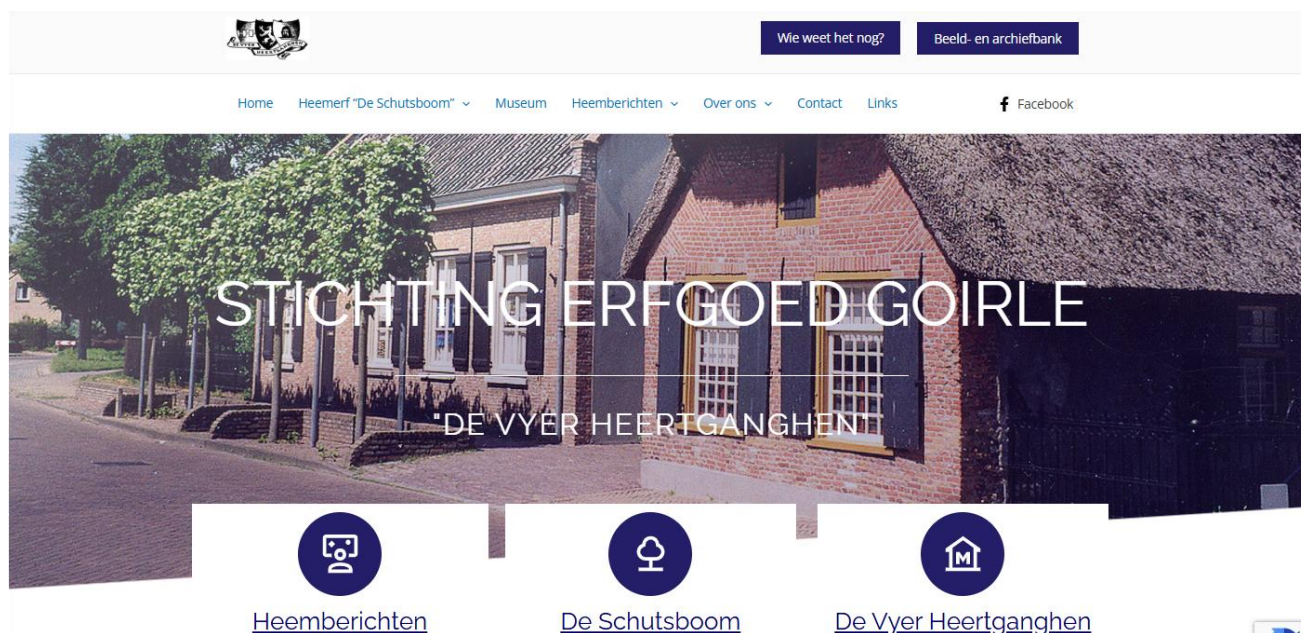 Wie weet het nog?
Beeld- en archiefbank
Home Heemerf "De Schutsboom" Museum Heemberichten Over ons Contact Links Facebook
STICHTING ERFGOED GOIRLE
"DE VYER HEERTGANGHEN"
M
Heemberichten De Schutsboom De Vyer Heertganghen